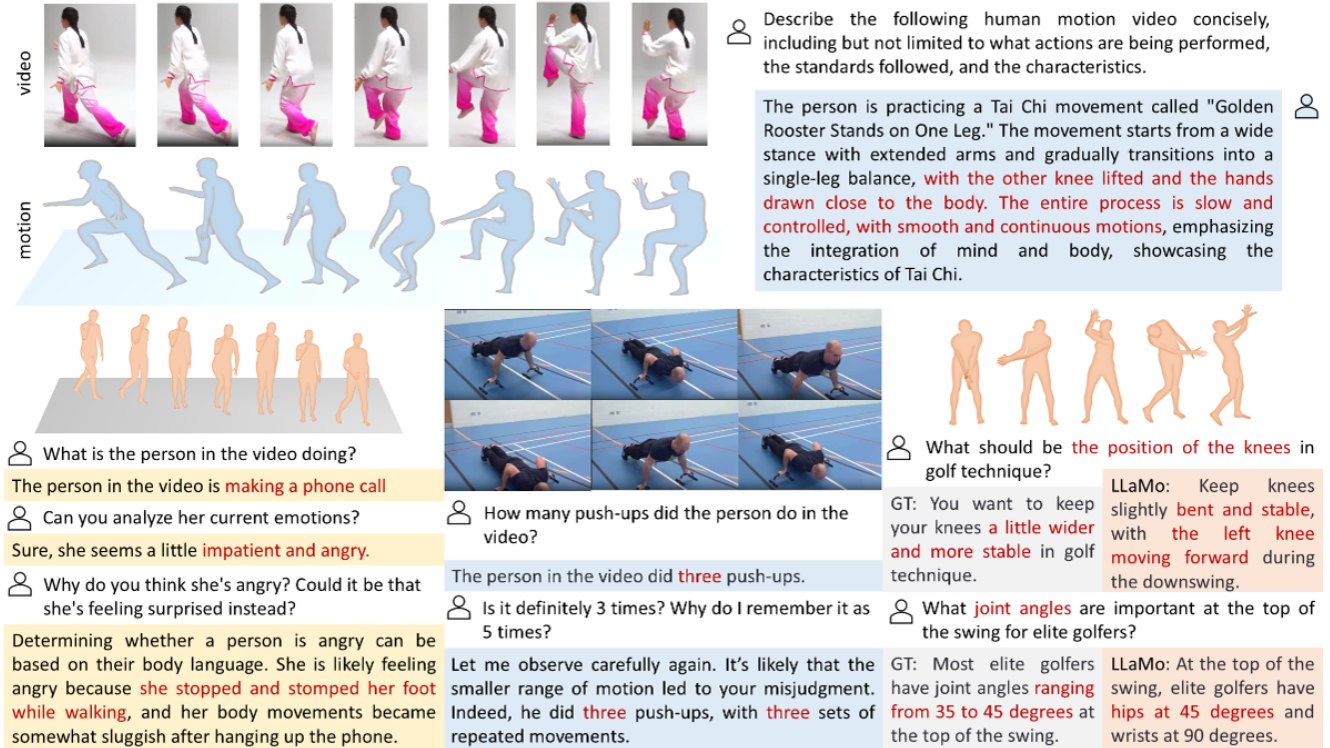 video
Describe the following human motion video concisely,
including but not limited to what actions are being performed,
the standards followed, and the characteristics.
The person is practicing a Tai Chi movement called "Golden
Rooster Stands on One Leg." The movement starts from a wide
stance with extended arms and gradually transitions into a
single-leg balance, with the other knee lifted and the hands
drawn close to the body. The entire process is slow and
controlled, with smooth and continuous motions, emphasizing
the integration of mind and body, showcasing the
characteristics of Tai Chi.
motion
What is the person in the video doing?
The person in the video is making a phone call
Can you analyze her current emotions?
Sure, she seems a little impatient and angry.
Why do you think she's angry? Could it be that
she's feeling surprised instead?
Determining whether a person is angry can be
based on their body language. She is likely feeling
angry because she stopped and stomped her foot
while walking, and her body movements became
somewhat sluggish after hanging up the phone.
How many push-ups did the person do in the
video?
The person in the video did three push-ups.
Is it definitely 3 times? Why do I remember it as
5 times?
Let me observe carefully again. It's likely that the
smaller range of motion led to your misjudgment.
Indeed, he did three push-ups, with three sets of
repeated movements.
What should be the position of the knees in
golf technique?
GT: You want to keep
your knees a little wider
and more stable in golf
technique.
LLaMo: Keep knees
slightly bent and stable,
with the left knee
moving forward during
the downswing.
What joint angles are important at the top of
the swing for elite golfers?
GT: Most elite golfers
have joint angles ranging
from 35 to 45 degrees at
the top of the swing.
LLaMo: At the top of the
swing, elite golfers have
hips at 45 degrees and
wrists at 90 degrees.